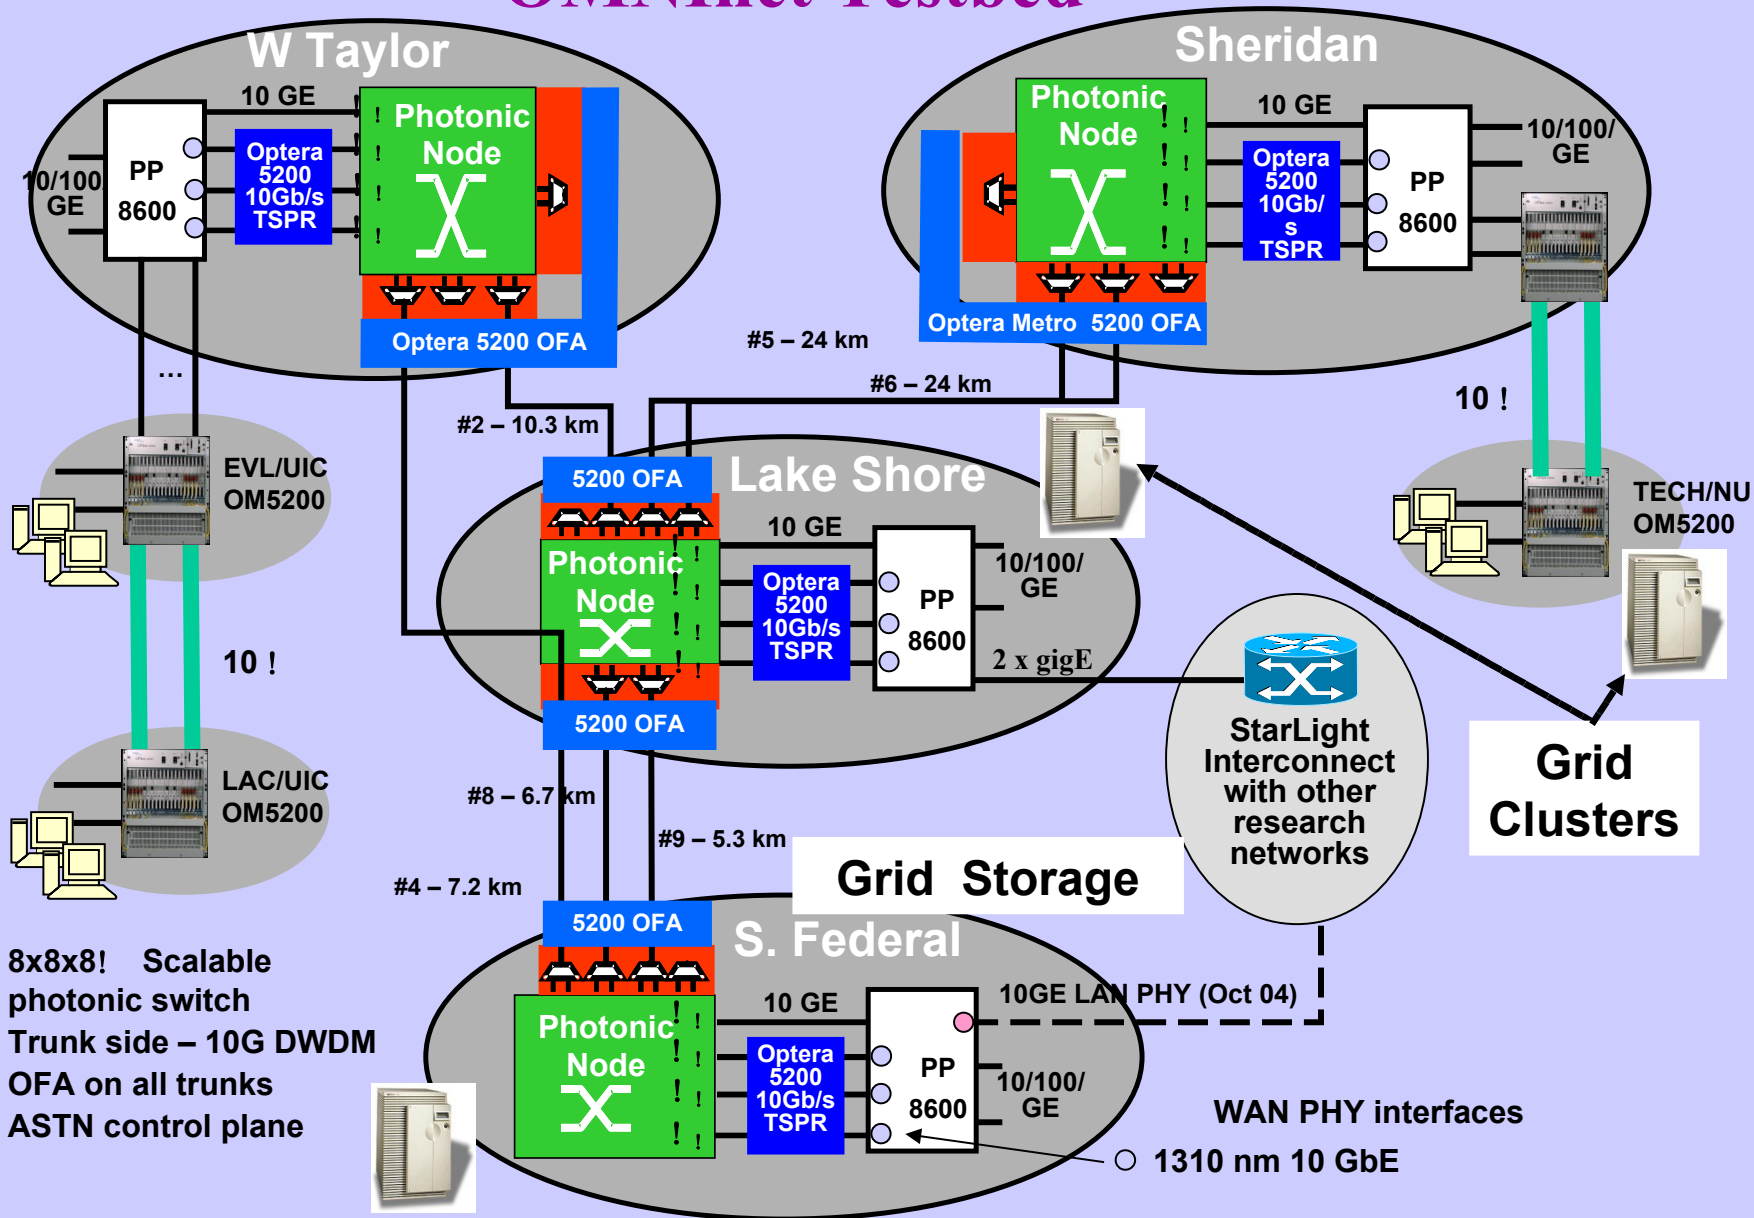 OMNInet Testbed
W Taylor
10 GE
Photonic
Node
Optera
5200
10Gb/s
TSPR
PP
8600
10/100/
GE
Optera 5200 OFA
...
Sheridan
Photonic
Node
10 GE
Optera
5200
10Gb/
s
TSPR
PP
8600
10/100/
GE
Optera Metro 5200 OFA
#5 – 24 km
#6 – 24 km
#2 – 10.3 km
10 !
EVL/UIC
OM5200
10 !
LAC/UIC
OM5200
TECH/NU
OM5200
Lake Shore
5200 OFA
Photonic
Node
10 GE
Optera
5200
10Gb/s
TSPR
PP
8600
10/100/
GE
2 x gigE
5200 OFA
StarLight
Interconnect
with other
research
networks
Grid
Clusters
#8 – 6.7 km
#9 – 5.3 km
#4 – 7.2 km
Grid Storage
5200 OFA
S. Federal
Photonic
Node
10 GE
Optera
5200
10Gb/s
TSPR
PP
8600
10GE LAN PHY (Oct 04)
10/100/
GE
8x8x8! Scalable
photonic switch
Trunk side – 10G DWDM
OFA on all trunks
ASTN control plane
WAN PHY interfaces
1310 nm 10 GbE